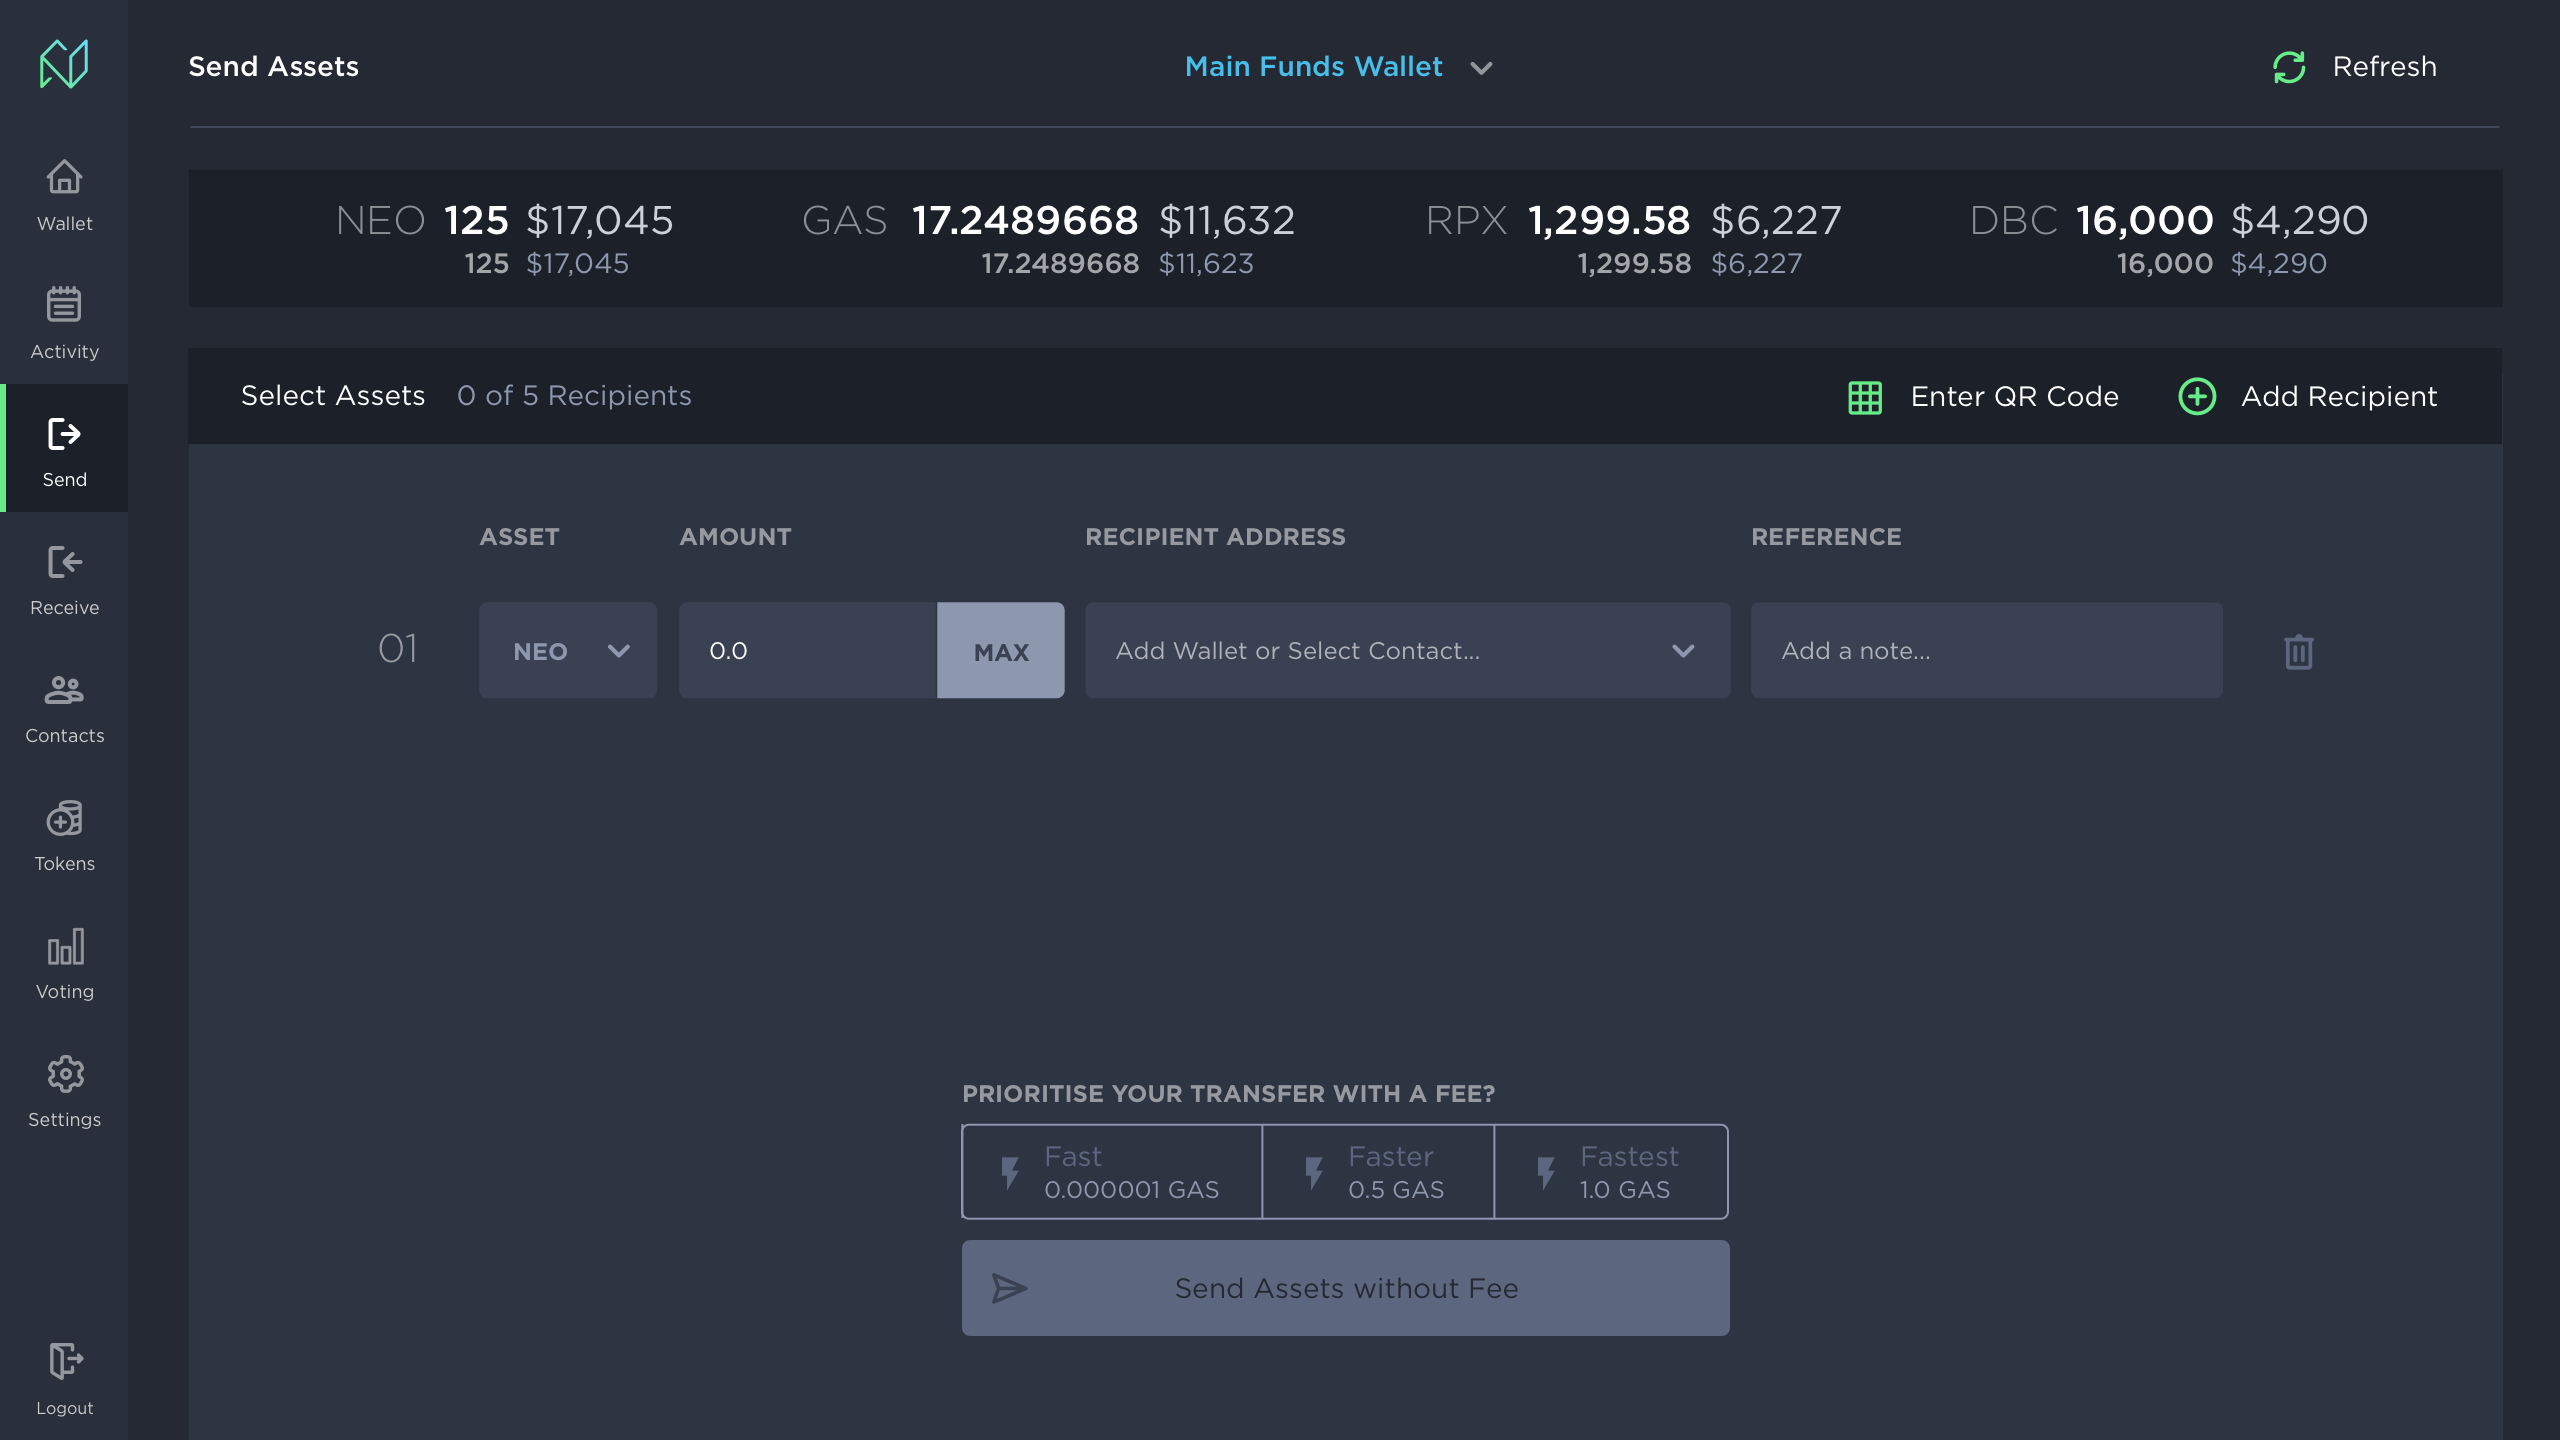 Send Assets
Main Funds Wallet
Refresh
Wallet
Activity
Send
Receive
Contacts
Tokens
Voting
Settings
Logout
NEO 125 $17,045
125 $17,045
GAS 17.2489668 $11,632
17.2489668 $11,623
RPX 1,299.58 $6,227
1,299.58 $6,227
DBC 16,000 $4,290
16,000 $4,290
Select Assets 0 of 5 Recipients
Enter QR Code
Add Recipient
ASSET AMOUNT RECIPIENT ADDRESS REFERENCE
01 NEO 0.0 MAX Add Wallet or Select Contact... Add a note...
PRIORITISE YOUR TRANSFER WITH A FEE?
Fast
0.000001 GAS
Faster
0.5 GAS
Fastest
1.0 GAS
Send Assets without Fee